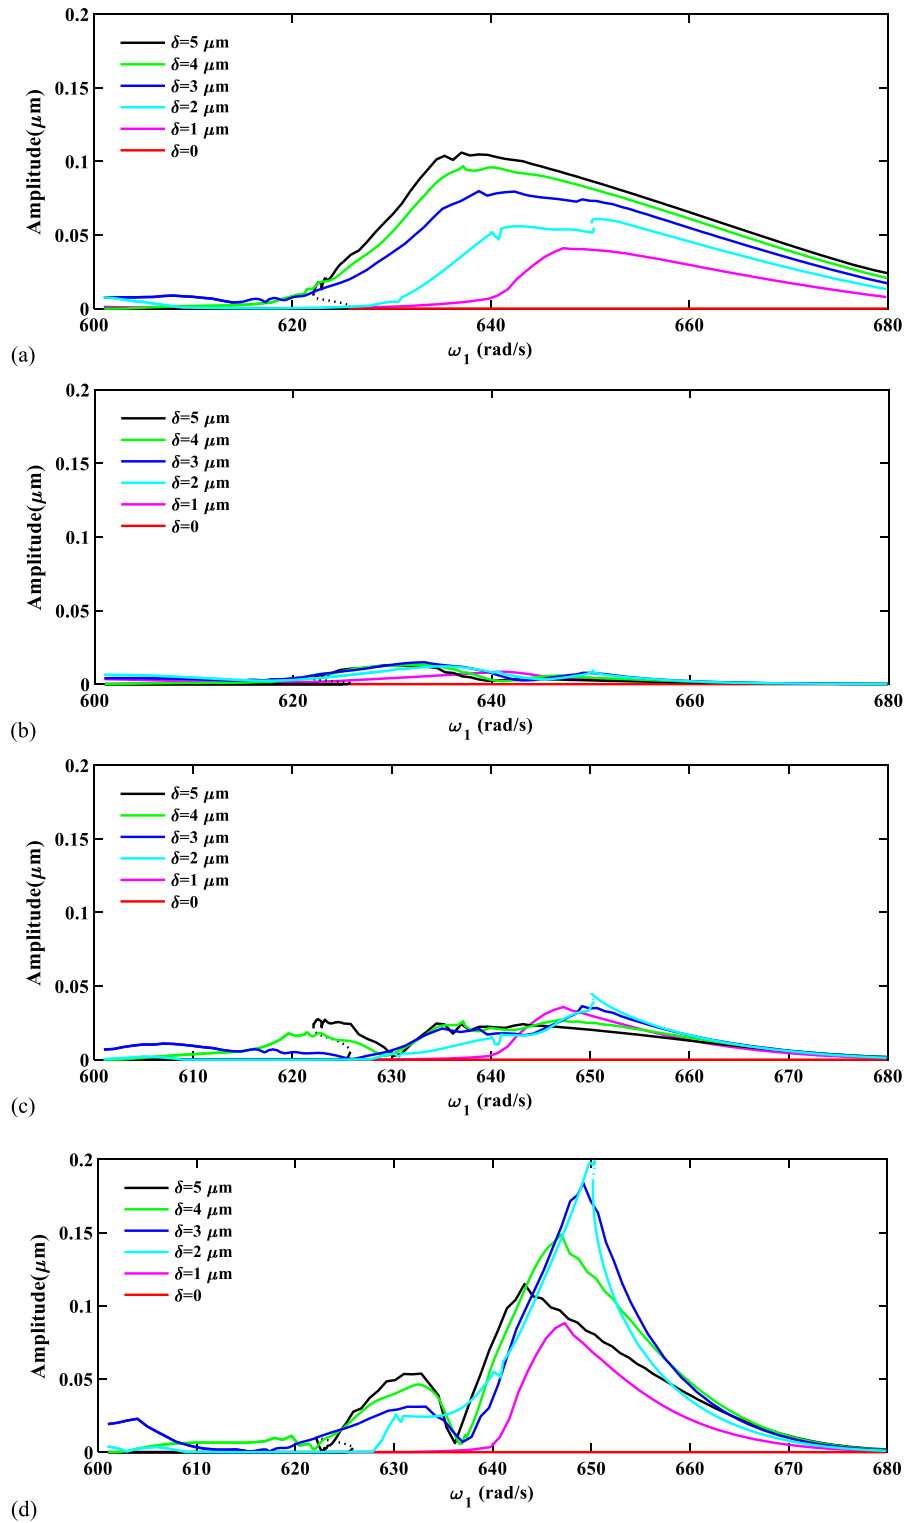 0.2
0.15
0.1
0.05
0
Amplitude(μm)
δ=5 μm
δ=4 μm
δ=3 μm
δ=2 μm
δ=1 μm
δ=0
600 620 640 660 680
ω1 (rad/s)
(a)
0.2
0.15
0.1
0.05
0
Amplitude(μm)
δ=5 μm
δ=4 μm
δ=3 μm
δ=2 μm
δ=1 μm
δ=0
600 620 640 660 680
ω1 (rad/s)
(b)
0.2
0.15
0.1
0.05
0
Amplitude(μm)
δ=5 μm
δ=4 μm
δ=3 μm
δ=2 μm
δ=1 μm
δ=0
600 610 620 630 640 650 660 670 680
ω1 (rad/s)
(c)
0.2
0.15
0.1
0.05
0
Amplitude(μm)
δ=5 μm
δ=4 μm
δ=3 μm
δ=2 μm
δ=1 μm
δ=0
600 610 620 630 640 650 660 670 680
ω1 (rad/s)
(d)